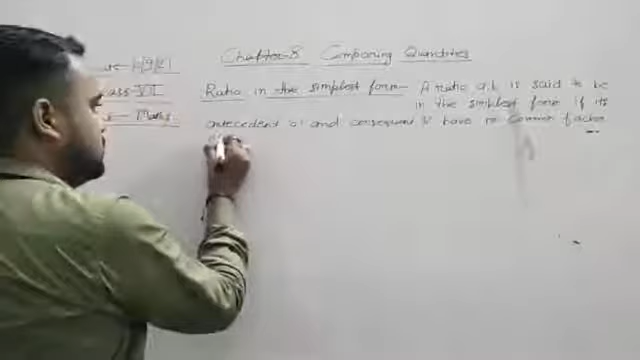 Chapter-8 Comparing Quantities
Ratio in the simplest form - A ratio a:b is said to be
in the simplest form if its
antecedent 'a' and consequent 'b' have no common factor
ass-VII
Maths